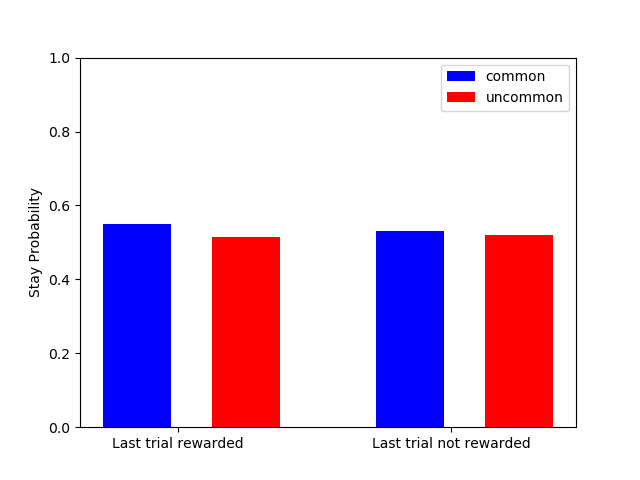 1.0
0.8
0.6
0.4
0.2
0.0
Stay Probability
common
uncommon
Last trial rewarded
Last trial not rewarded